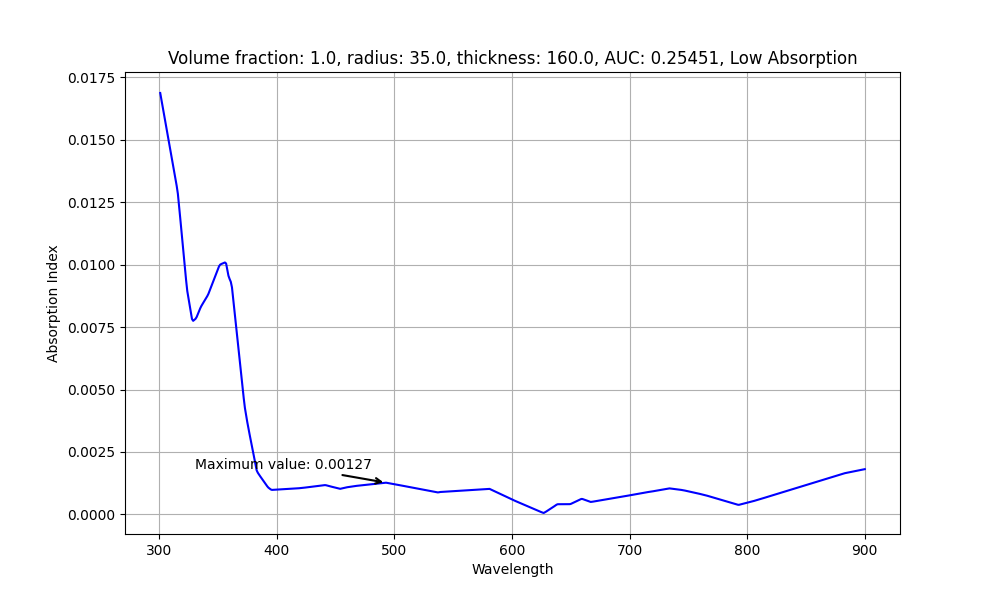 Volume fraction: 1.0, radius: 35.0, thickness: 160.0, AUC: 0.25451, Low Absorption
0.0175
0.0150
0.0125
0.0100
0.0075
0.0050
0.0025
0.0000
Absorption Index
Maximum value: 0.00127
300 400 500 600 700 800 900
Wavelength